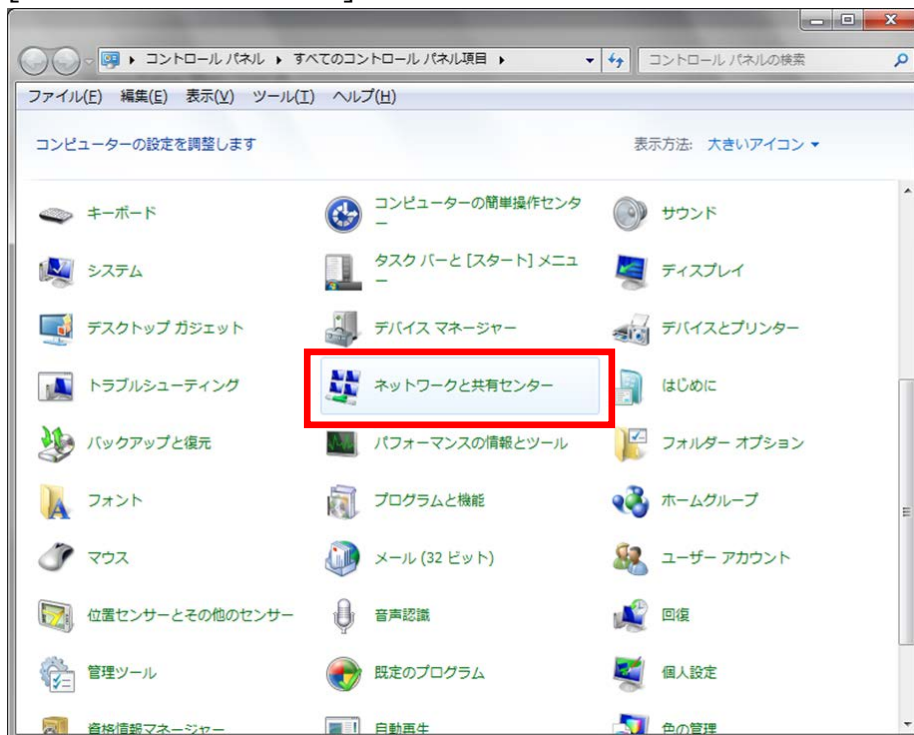 コントロール パネル すべてのコントロール パネル項目 コントロール パネルの検索
ファイル(F) 編集(E) 表示(V) ツール(T) ヘルプ(H)
コンピューターの設定を調整します 表示方法: 大きいアイコン
キーボード
コンピューターの簡単操作センタ
ー
サウンド
システム
タスク バーと [スタート] メニュ
ー
ディスプレイ
デスクトップ ガジェット
デバイス マネージャー
デバイスとプリンター
トラブルシューティング
ネットワークと共有センター
はじめに
バックアップと復元
パフォーマンスの情報とツール
フォルダー オプション
フォント
プログラムと機能
ホームグループ
マウス
メール (32 ビット)
ユーザー アカウント
位置センサーとその他のセンサー
音声認識
回復
管理ツール
既定のプログラム
個人設定
資格情報マネージャー
自動再生
色の管理